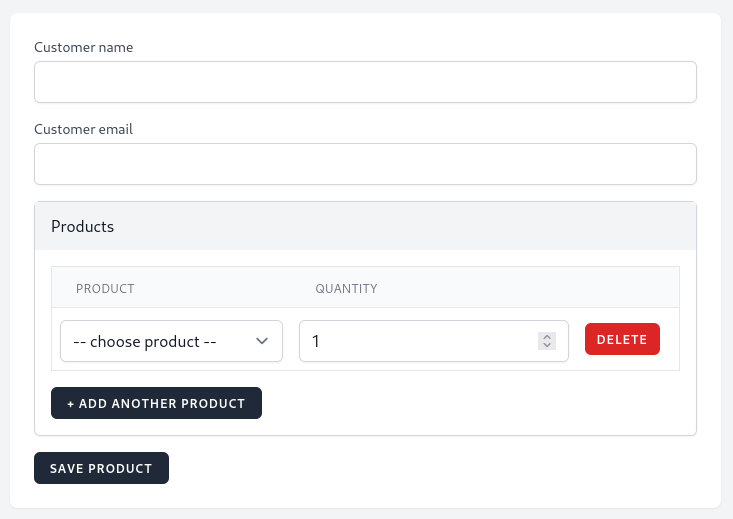 Customer name
Customer email
Products
PRODUCT QUANTITY
-- choose product -- 1 DELETE
+ ADD ANOTHER PRODUCT
SAVE PRODUCT